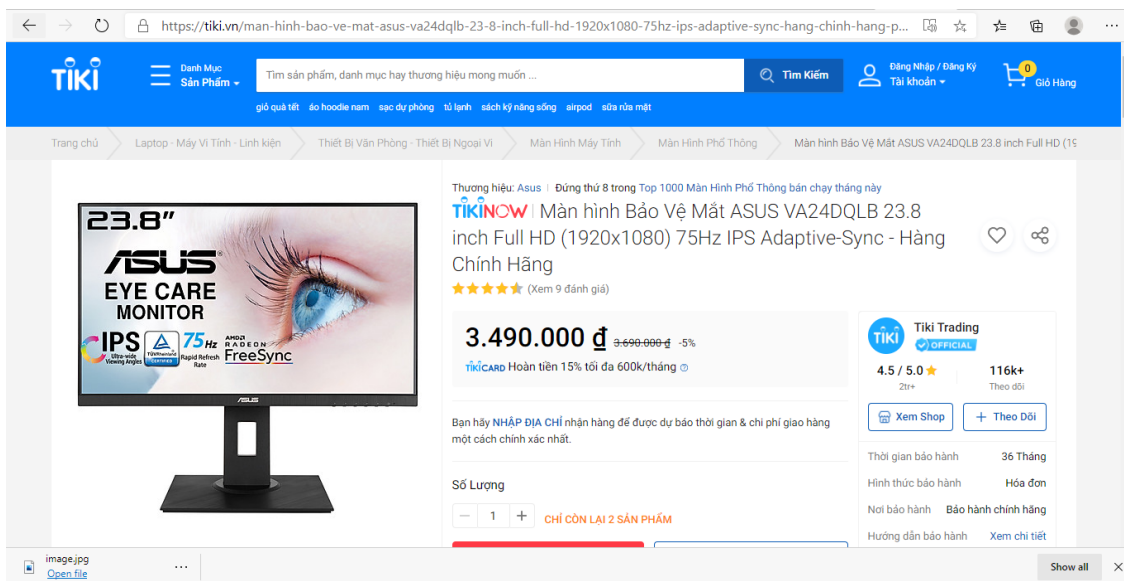 https://tiki.vn/man-hinh-bao-ve-mat-asus-va24dqlb-23-8-inch-full-hd-1920x1080-75hz-ips-adaptive-sync-hang-chinh-hang-p...
TIKI
Danh Mục
Sản Phẩm
Tìm sản phẩm, danh mục hay thương hiệu mong muốn ...
Tìm Kiếm
Đăng Nhập / Đăng Ký
Tài khoản
0
Giỏ Hàng
giỏ quà tết áo hoodie nam sạc dự phòng tủ lạnh sách kỹ năng sống airpod sữa rửa mặt
Trang chủ
Laptop - Máy Vi Tính - Linh kiện
Thiết Bị Văn Phòng - Thiết Bị Ngoại Vi
Màn Hình Máy Tính
Màn Hình Phổ Thông
Màn hình Bảo Vệ Mắt ASUS VA24DQLB 23.8 inch Full HD (19
23.8"
ASUS
EYE CARE
MONITOR
IPS
Ultra-wide
Viewing Angles
TÜVRheinland
CERTIFIED
75Hz
Rapid Refresh
Rate
AMD
RADEON
FreeSync
ASUS
Thương hiệu: Asus | Đứng thứ 8 trong Top 1000 Màn Hình Phổ Thông bán chạy tháng này
TIKINOW | Màn hình Bảo Vệ Mắt ASUS VA24DQLB 23.8
inch Full HD (1920x1080) 75Hz IPS Adaptive-Sync - Hàng
Chính Hãng
(Xem 9 đánh giá)
3.490.000 ₫ 3.690.000 ₫ -5%
TIKICARD Hoàn tiền 15% tối đa 600k/tháng
Bạn hãy NHẬP ĐỊA CHỈ nhận hàng để được dự báo thời gian & chi phí giao hàng
một cách chính xác nhất.
Số Lượng
1
CHỈ CÒN LẠI 2 SẢN PHẨM
TIKI
Tiki Trading
OFFICIAL
4.5 / 5.0
2tr+
116k+
Theo dõi
Xem Shop
+ Theo Dõi
Thời gian bảo hành 36 Tháng
Hình thức bảo hành Hóa đơn
Nơi bảo hành Bảo hành chính hãng
Hướng dẫn bảo hành Xem chi tiết
image.jpg
Open file
...
Show all